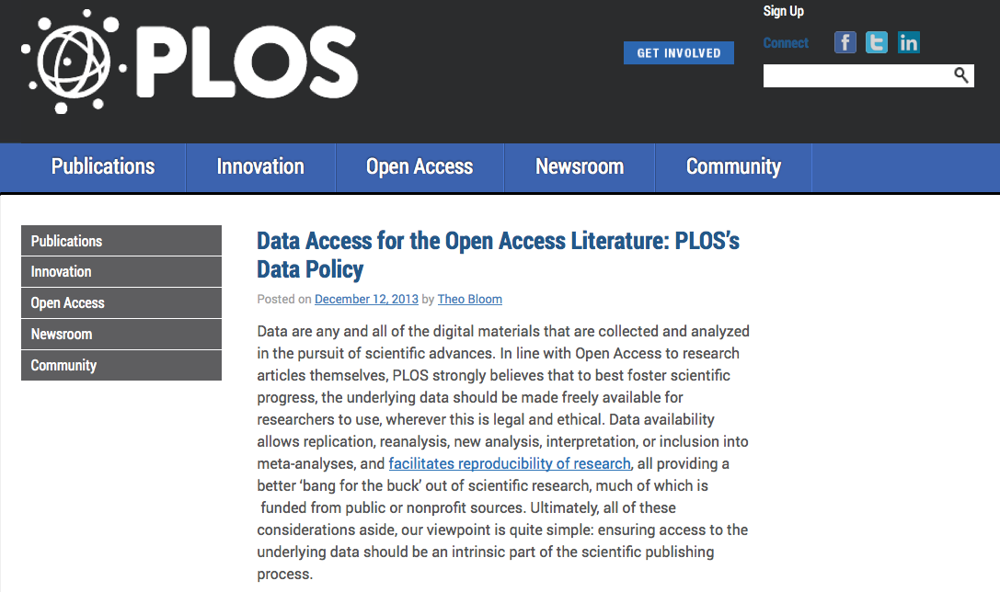 PLOS
Sign Up
GET INVOLVED
Connect
f
t
in
Publications
Innovation
Open Access
Newsroom
Community
Publications
Innovation
Open Access
Newsroom
Community
Data Access for the Open Access Literature: PLOS’s
Data Policy
Posted on December 12, 2013 by Theo Bloom
Data are any and all of the digital materials that are collected and analyzed
in the pursuit of scientific advances. In line with Open Access to research
articles themselves, PLOS strongly believes that to best foster scientific
progress, the underlying data should be made freely available for
researchers to use, wherever this is legal and ethical. Data availability
allows replication, reanalysis, new analysis, interpretation, or inclusion into
meta-analyses, and facilitates reproducibility of research, all providing a
better ‘bang for the buck’ out of scientific research, much of which is
funded from public or nonprofit sources. Ultimately, all of these
considerations aside, our viewpoint is quite simple: ensuring access to the
underlying data should be an intrinsic part of the scientific publishing
process.